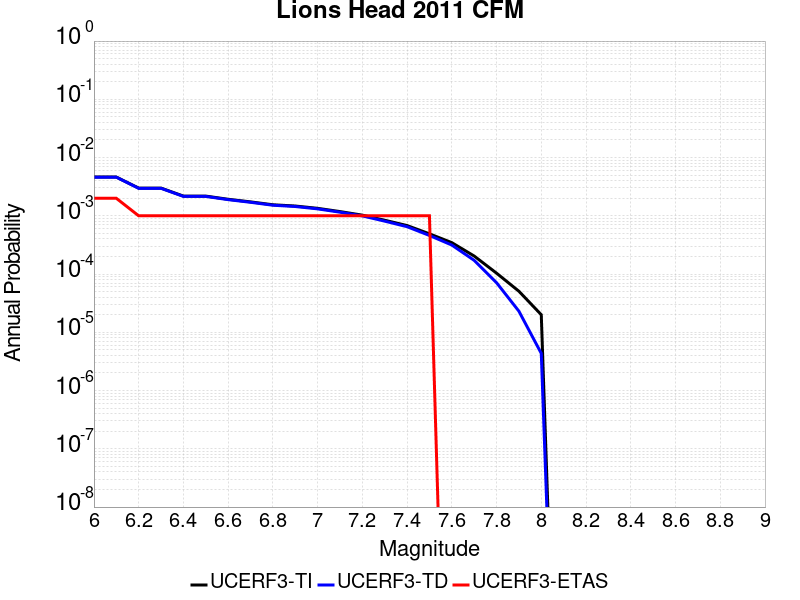 Lions Head 2011 CFM
10^0
10^-1
10^-2
10^-3
10^-4
10^-5
10^-6
10^-7
10^-8
Annual Probability
6 6.2 6.4 6.6 6.8 7 7.2 7.4 7.6 7.8 8 8.2 8.4 8.6 8.8 9
Magnitude
UCERF3-TI UCERF3-TD UCERF3-ETAS